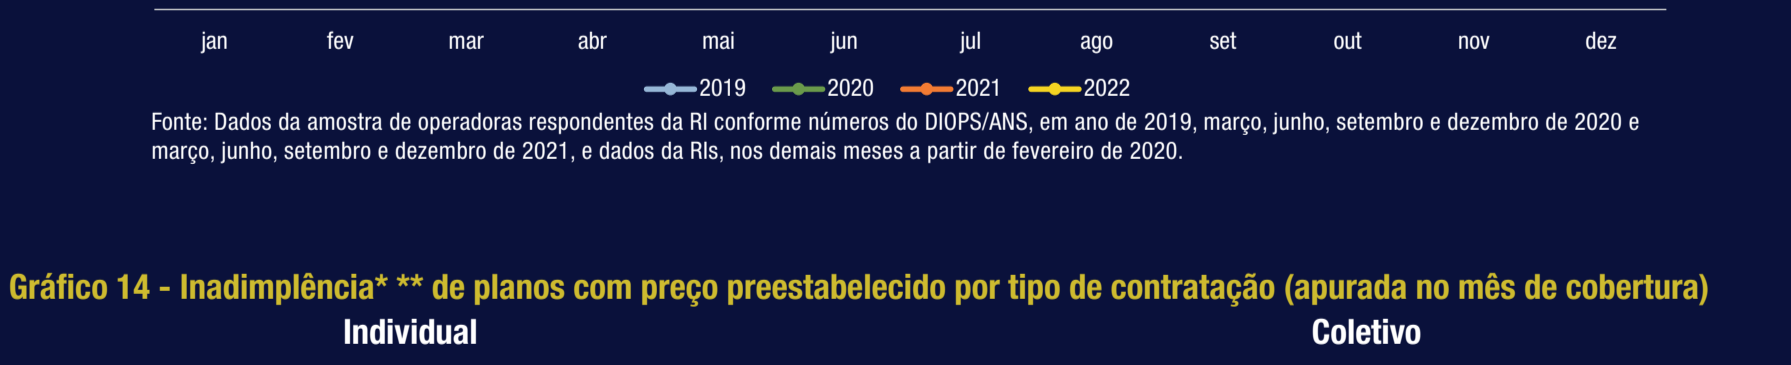 jan fev mar abr mai jun jul ago set out nov dez
2019 2020 2021 2022
Fonte: Dados da amostra de operadoras respondentes da RI conforme números do DIOPS/ANS, em ano de 2019, março, junho, setembro e dezembro de 2020 e
março, junho, setembro e dezembro de 2021, e dados da RIs, nos demais meses a partir de fevereiro de 2020.
Gráfico 14 - Inadimplência* ** de planos com preço preestabelecido por tipo de contratação (apurada no mês de cobertura)
Individual Coletivo